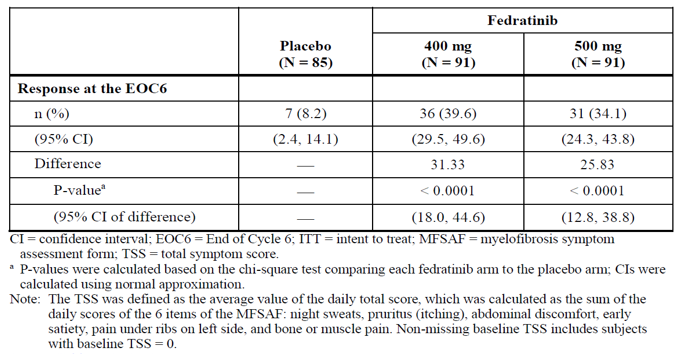 Fedratinib
Placebo 400 mg 500 mg
(N = 85) (N = 91) (N = 91)
Response at the EOC6
n (%) 7 (8.2) 36 (39.6) 31 (34.1)
(95% CI) (2.4, 14.1) (29.5, 49.6) (24.3, 43.8)
Difference — 31.33 25.83
P-valueᵃ — < 0.0001 < 0.0001
(95% CI of difference) — (18.0, 44.6) (12.8, 38.8)
CI = confidence interval; EOC6 = End of Cycle 6; ITT = intent to treat; MFSAF = myelofibrosis symptom
assessment form; TSS = total symptom score.
ᵃ P-values were calculated based on the chi-square test comparing each fedratinib arm to the placebo arm; CIs were
calculated using normal approximation.
Note: The TSS was defined as the average value of the daily total score, which was calculated as the sum of the
daily scores of the 6 items of the MFSAF: night sweats, pruritus (itching), abdominal discomfort, early
satiety, pain under ribs on left side, and bone or muscle pain. Non-missing baseline TSS includes subjects
with baseline TSS = 0.